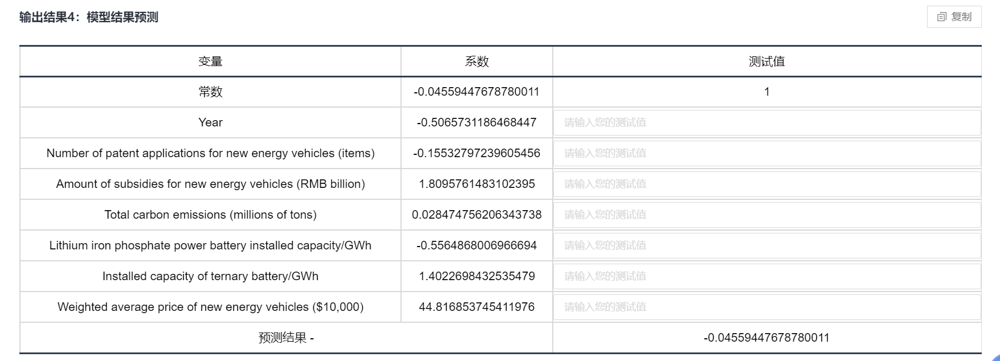 输出结果4：模型结果预测
复制
变量 系数 测试值
常数 -0.04559447678780011 1
Year -0.5065731186468447 请输入您的测试值
Number of patent applications for new energy vehicles (items) -0.15532797239605456 请输入您的测试值
Amount of subsidies for new energy vehicles (RMB billion) 1.8095761483102395 请输入您的测试值
Total carbon emissions (millions of tons) 0.028474756206343738 请输入您的测试值
Lithium iron phosphate power battery installed capacity/GWh -0.5564868006966694 请输入您的测试值
Installed capacity of ternary battery/GWh 1.4022698432535479 请输入您的测试值
Weighted average price of new energy vehicles ($10,000) 44.816853745411976 请输入您的测试值
预测结果 - -0.04559447678780011